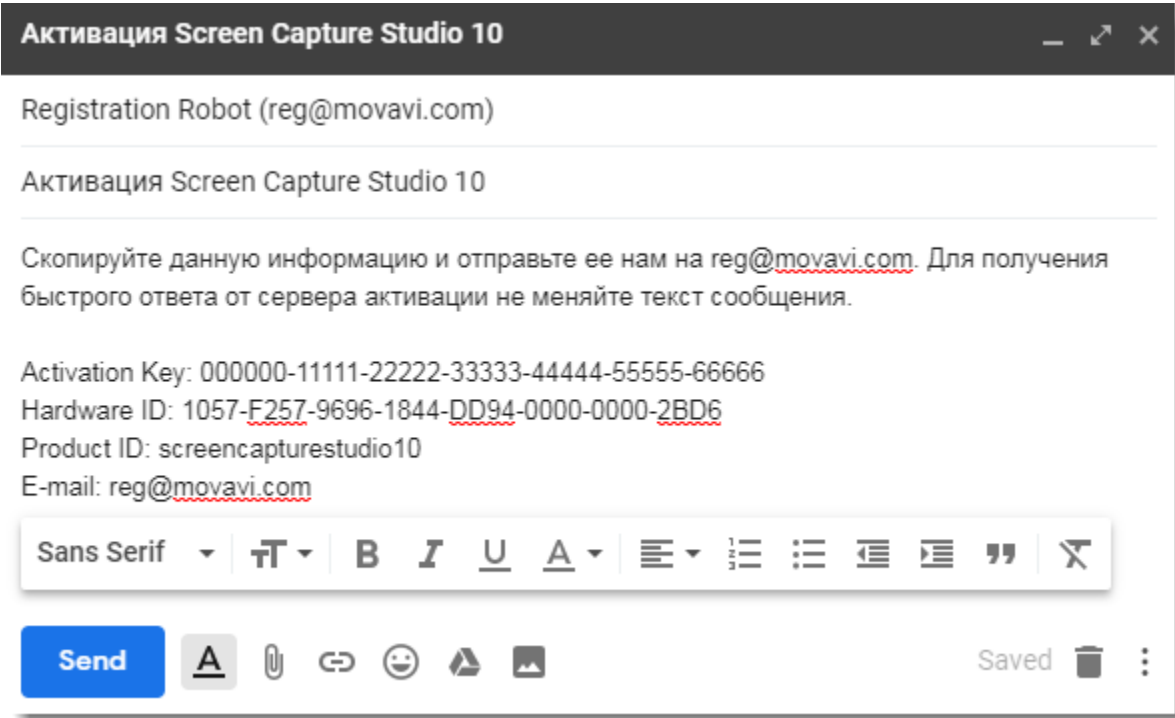 Активация Screen Capture Studio 10
Registration Robot (reg@movavi.com)
Активация Screen Capture Studio 10
Скопируйте данную информацию и отправьте ее нам на reg@movavi.com. Для получения
быстрого ответа от сервера активации не меняйте текст сообщения.
Activation Key: 000000-11111-22222-33333-44444-55555-66666
Hardware ID: 1057-F257-9696-1844-DD94-0000-0000-2BD6
Product ID: screencapturestudio10
E-mail: reg@movavi.com
Sans Serif
Send
Saved